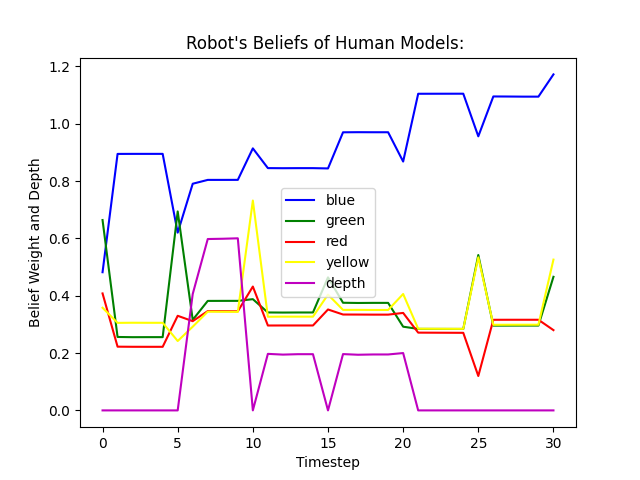 Robot's Beliefs of Human Models:
Belief Weight and Depth
1.2
1.0
0.8
0.6
0.4
0.2
0.0
blue
green
red
yellow
depth
0 5 10 15 20 25 30
Timestep